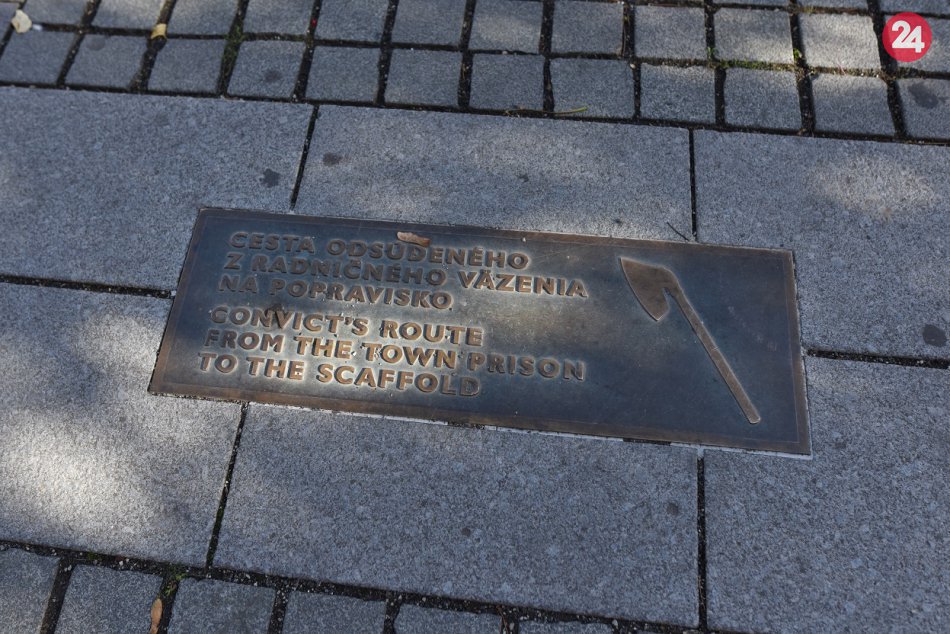 24
CESTA ODSÚDENÉHO
Z RADNIČNÉHO VÄZENIA
NA POPRAVISKO
CONVICT'S ROUTE
FROM THE TOWN PRISON
TO THE SCAFFOLD